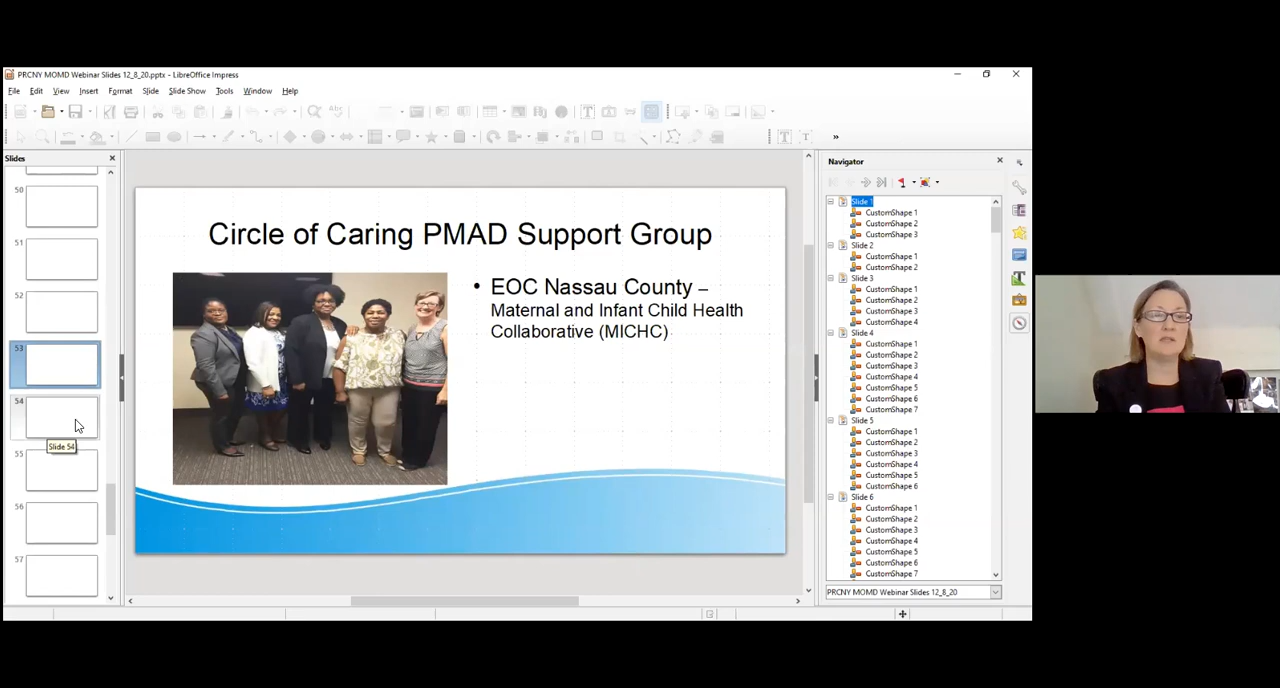 PRCNY MOMD Webinar Slides 12_8_20.pptx - LibreOffice Impress
File Edit View Insert Format Slide Slide Show Tools Window Help
Slides
50
51
52
53
54
Slide 54
55
56
57
Circle of Caring PMAD Support Group
• EOC Nassau County –
Maternal and Infant Child Health
Collaborative (MICHC)
Navigator
Slide 1
CustomShape 1
CustomShape 2
CustomShape 3
Slide 2
CustomShape 1
CustomShape 2
Slide 3
CustomShape 1
CustomShape 2
CustomShape 3
CustomShape 4
Slide 4
CustomShape 1
CustomShape 2
CustomShape 3
CustomShape 4
CustomShape 5
CustomShape 6
CustomShape 7
Slide 5
CustomShape 1
CustomShape 2
CustomShape 3
CustomShape 4
CustomShape 5
CustomShape 6
Slide 6
CustomShape 1
CustomShape 2
CustomShape 3
CustomShape 4
CustomShape 5
CustomShape 6
CustomShape 7
PRCNY MOMD Webinar Slides 12_8_20